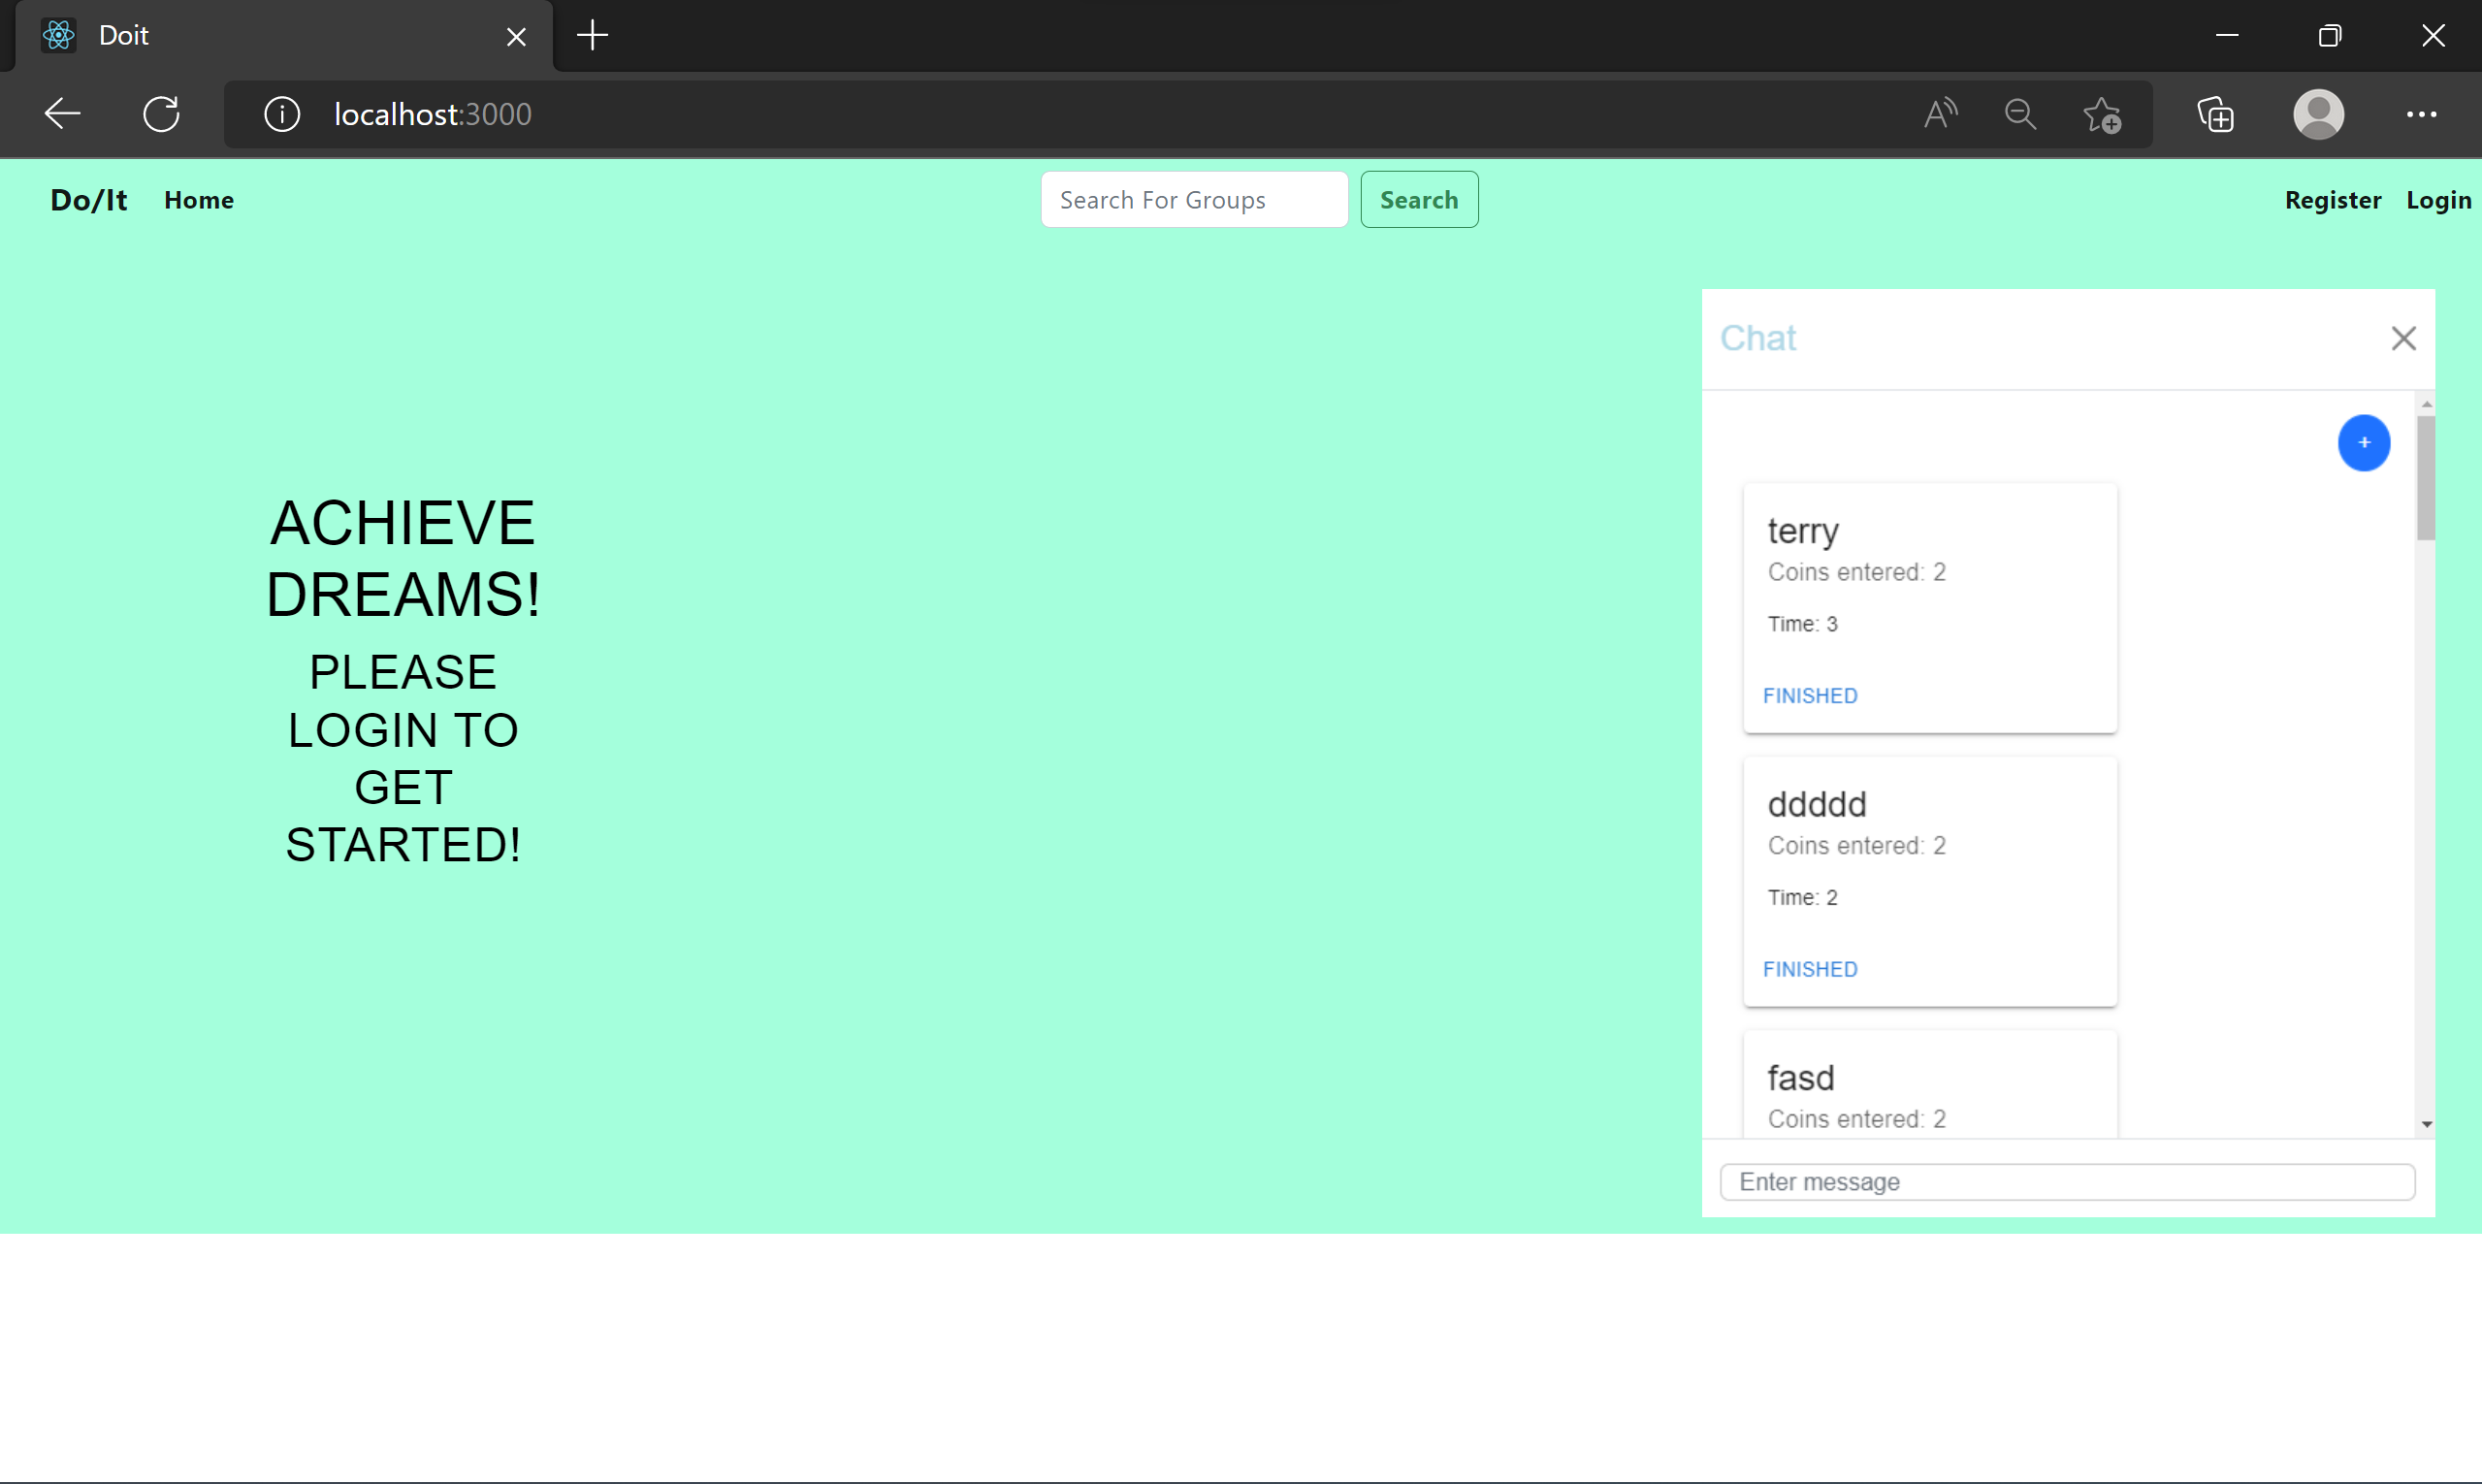 Doit
localhost:3000
Do/It Home Search For Groups Search Register Login
ACHIEVE
DREAMS!
PLEASE
LOGIN TO
GET
STARTED!
Chat
+
terry
Coins entered: 2
Time: 3
FINISHED
ddddd
Coins entered: 2
Time: 2
FINISHED
fasd
Coins entered: 2
Enter message